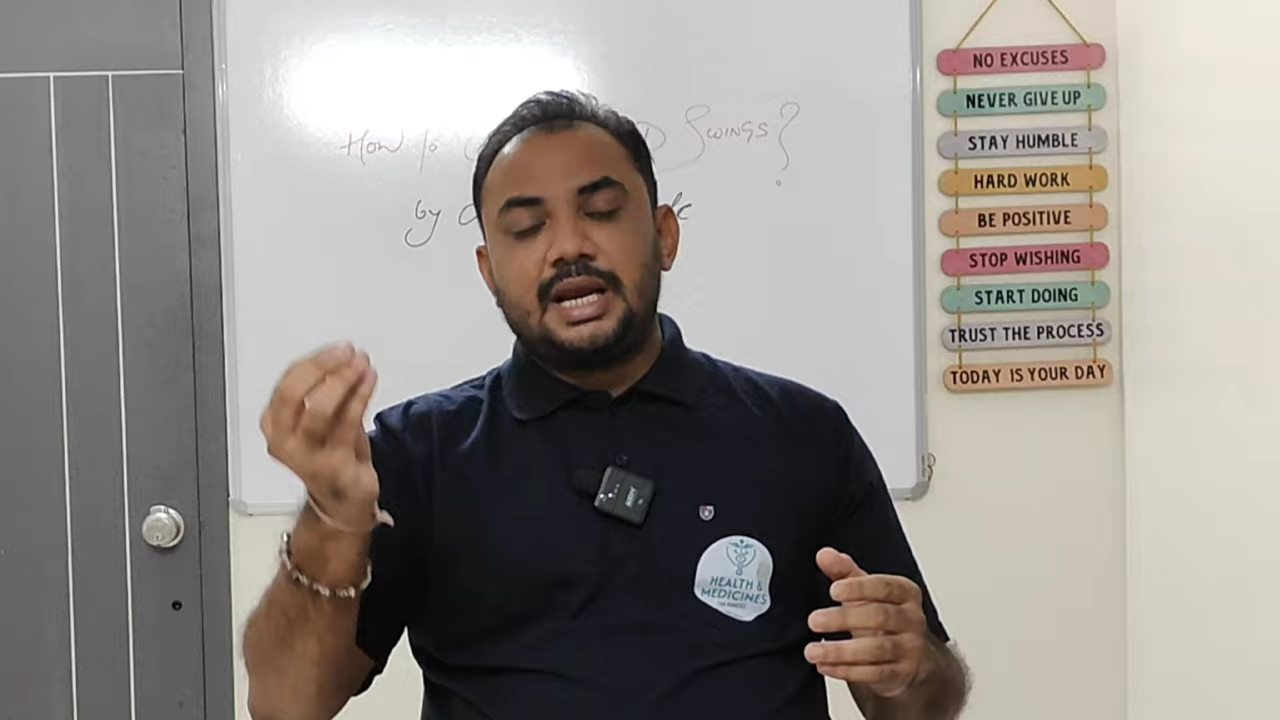 How to
Swings?
by
NO EXCUSES
NEVER GIVE UP
STAY HUMBLE
HARD WORK
BE POSITIVE
STOP WISHING
START DOING
TRUST THE PROCESS
TODAY IS YOUR DAY
HEALTH &
MEDICINES